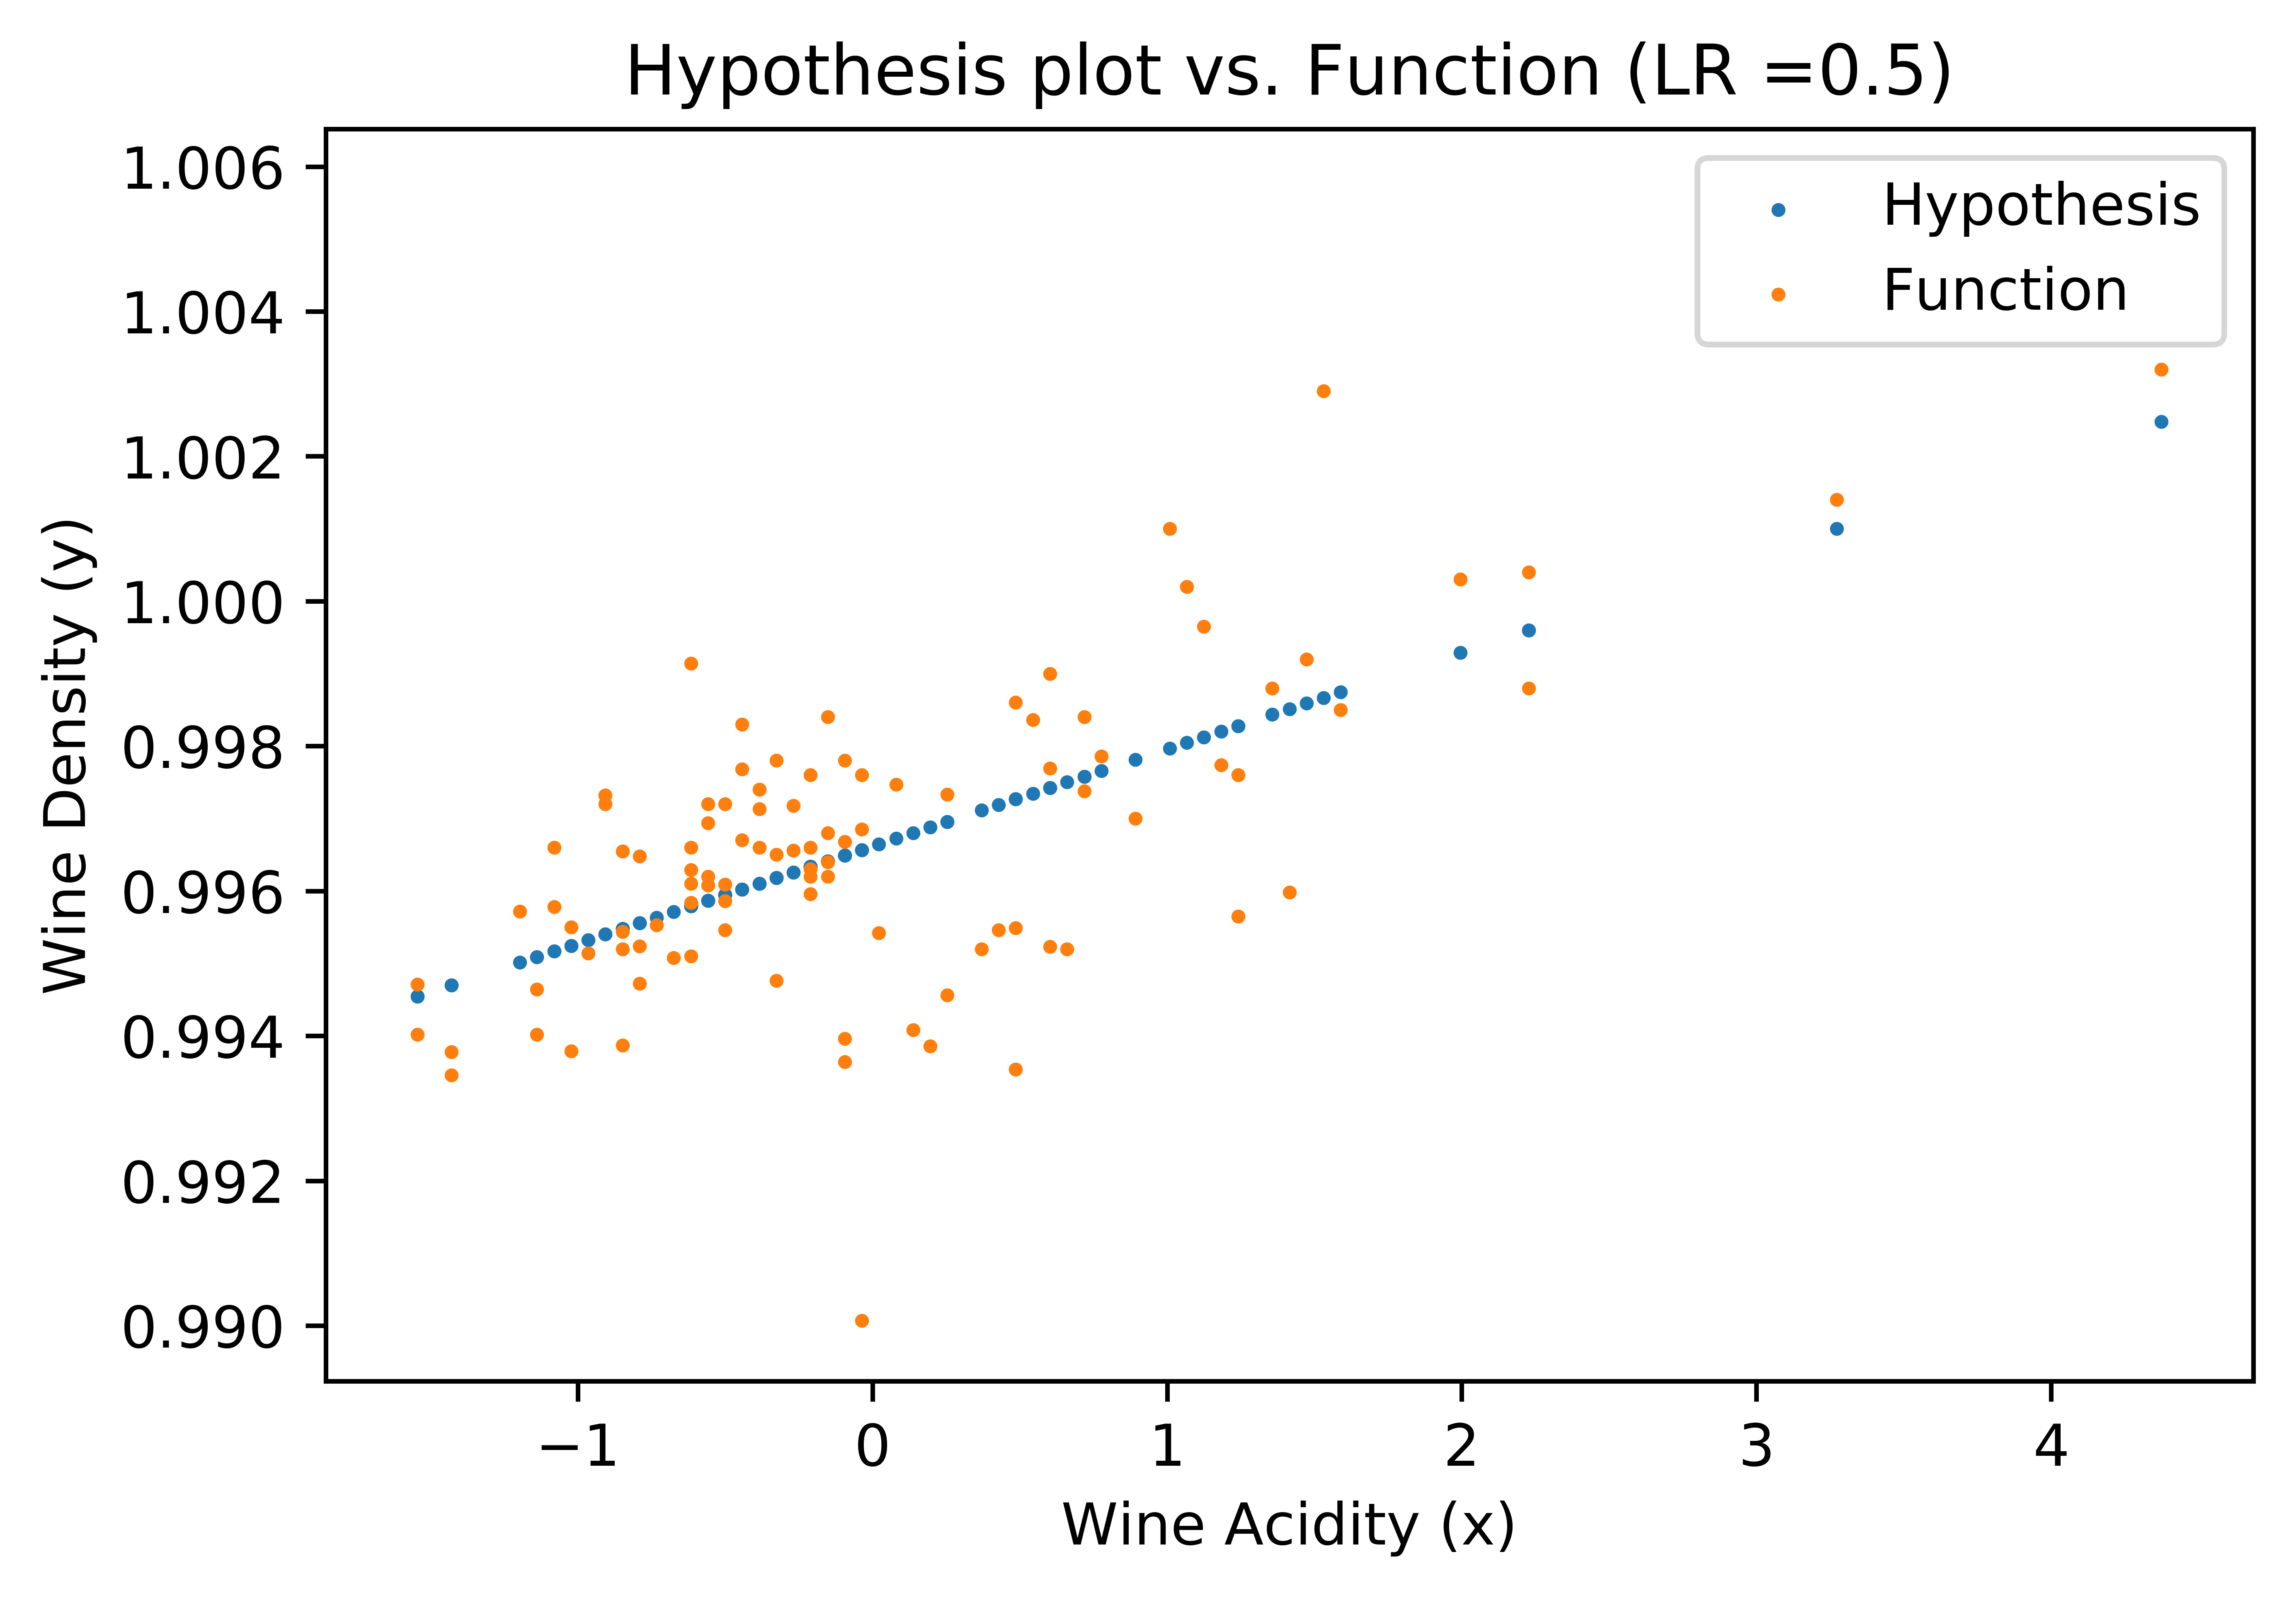 Hypothesis plot vs. Function (LR =0.5)
1.006
1.004
1.002
1.000
0.998
0.996
0.994
0.992
0.990
Wine Density (y)
Hypothesis
Function
−1 0 1 2 3 4
Wine Acidity (x)